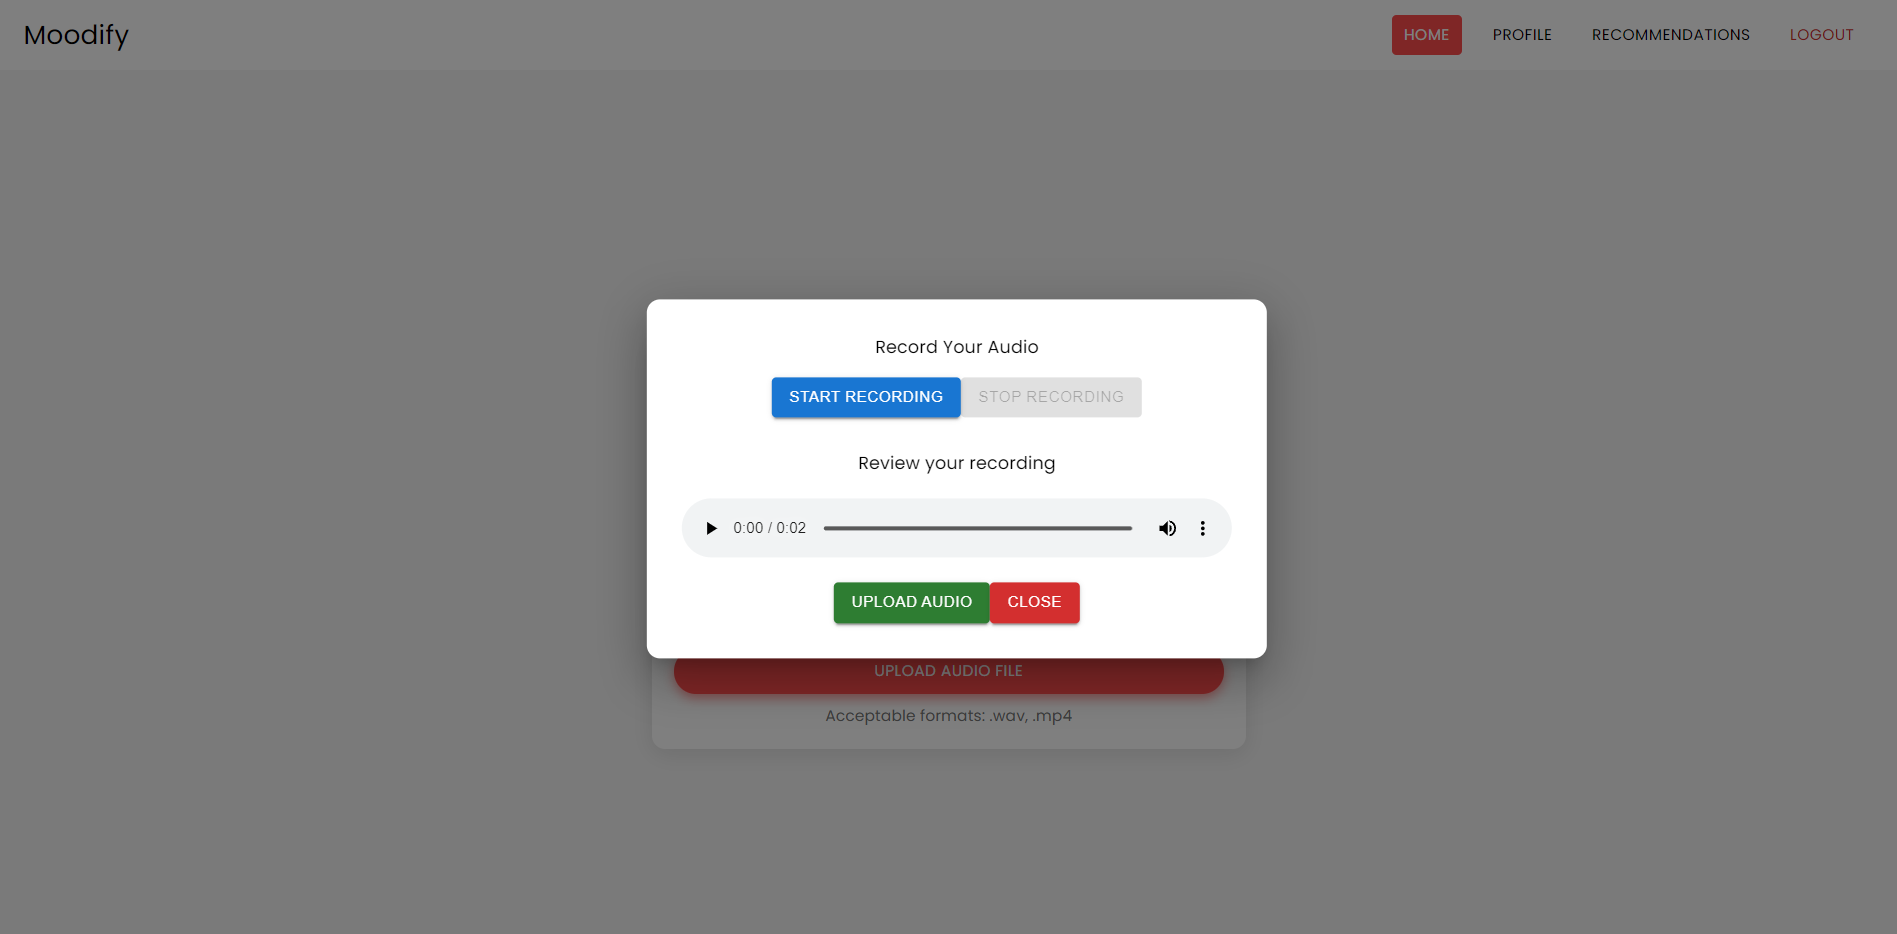 Moodify
HOME PROFILE RECOMMENDATIONS LOGOUT
Record Your Audio
START RECORDING STOP RECORDING
Review your recording
0:00 / 0:02
UPLOAD AUDIO CLOSE
UPLOAD AUDIO FILE
Acceptable formats: .wav, .mp4